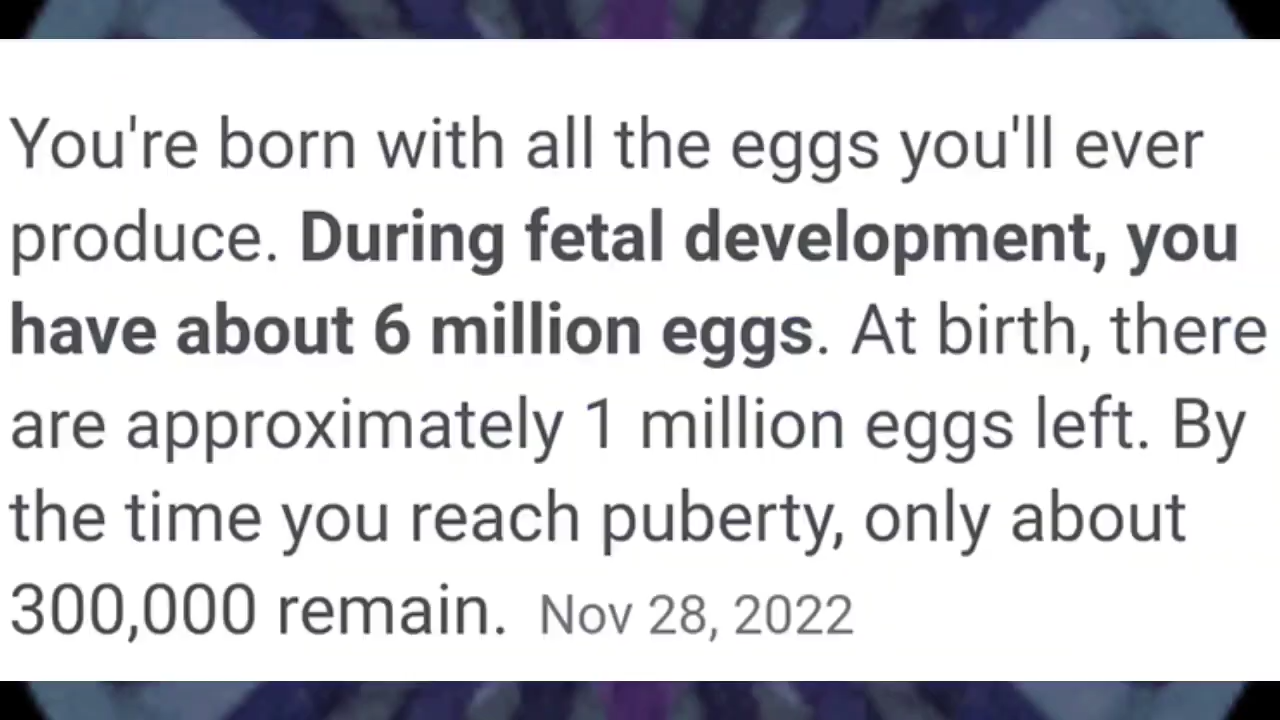 You're born with all the eggs you'll ever
produce. During fetal development, you
have about 6 million eggs. At birth, there
are approximately 1 million eggs left. By
the time you reach puberty, only about
300,000 remain. Nov 28, 2022